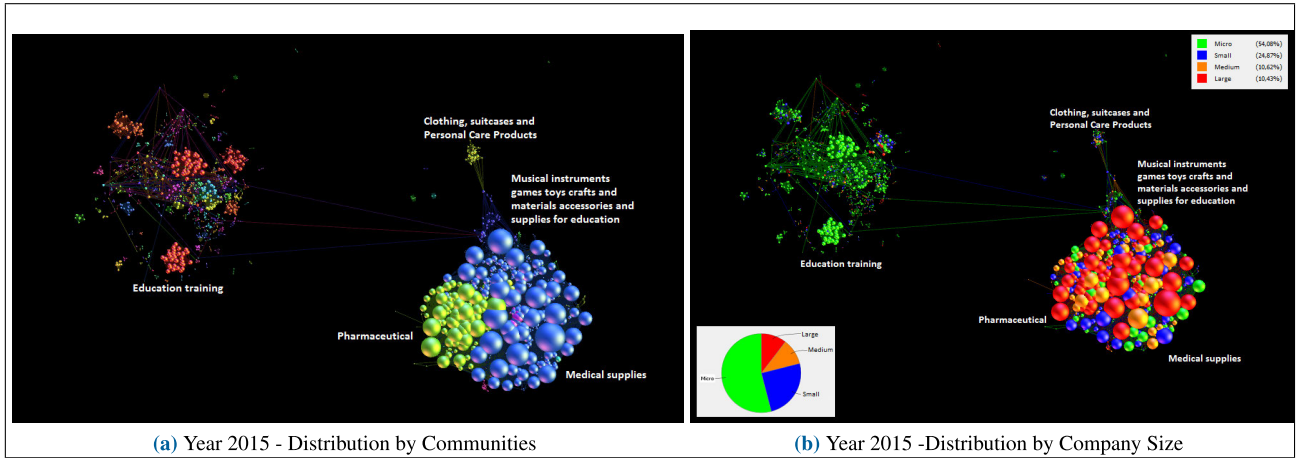 Clothing, suitcases and
Personal Care Products
Musical instruments
games toys crafts and
materials accessories and
supplies for education
Education training
Pharmaceutical
Medical supplies
(a) Year 2015 - Distribution by Communities
Micro (54,08%)
Small (24,87%)
Medium (10,62%)
Large (10,43%)
Clothing, suitcases and
Personal Care Products
Musical instruments
games toys crafts and
materials accessories and
supplies for education
Education training
Pharmaceutical
Medical supplies
Large
Medium
Micro
Small
(b) Year 2015 -Distribution by Company Size